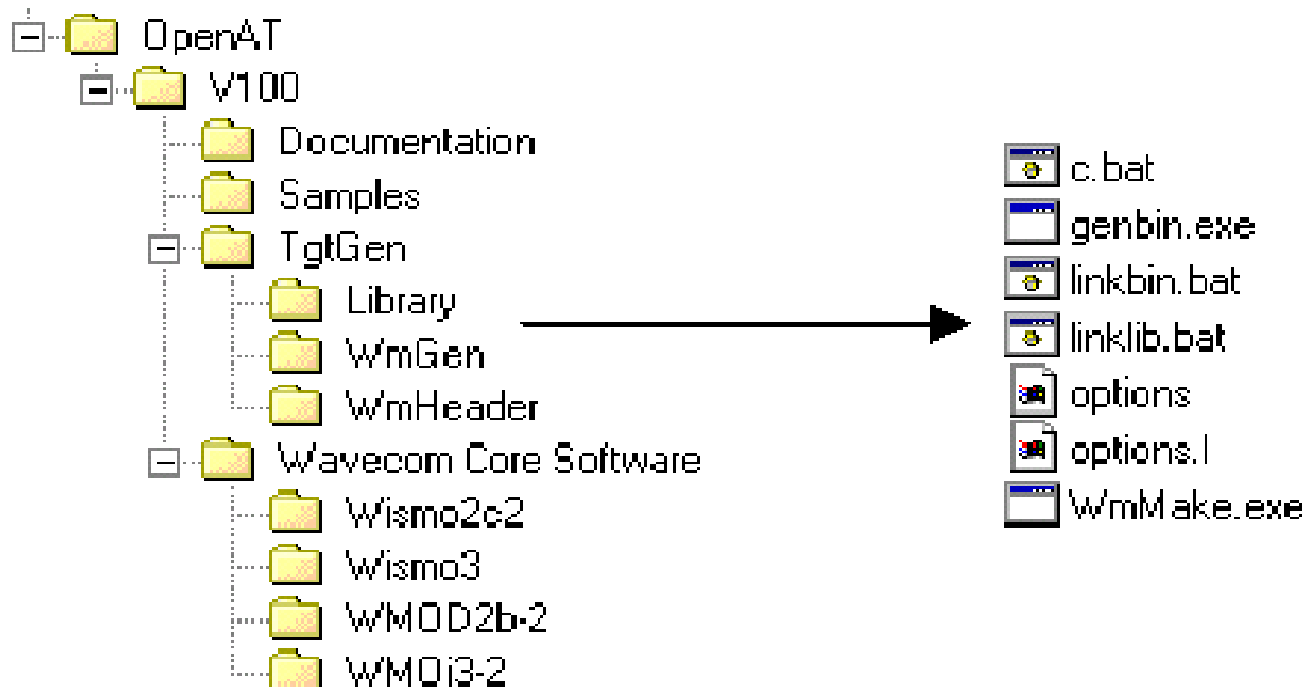 OpenAT
V100
Documentation
Samples
TgtGen
Library
WmGen
WmHeader
Wavecom Core Software
Wismo2c2
Wismo3
WMOD2b-2
WMOi3-2
c.bat
genbin.exe
linkbin.bat
linklib.bat
options
options.l
WmMake.exe